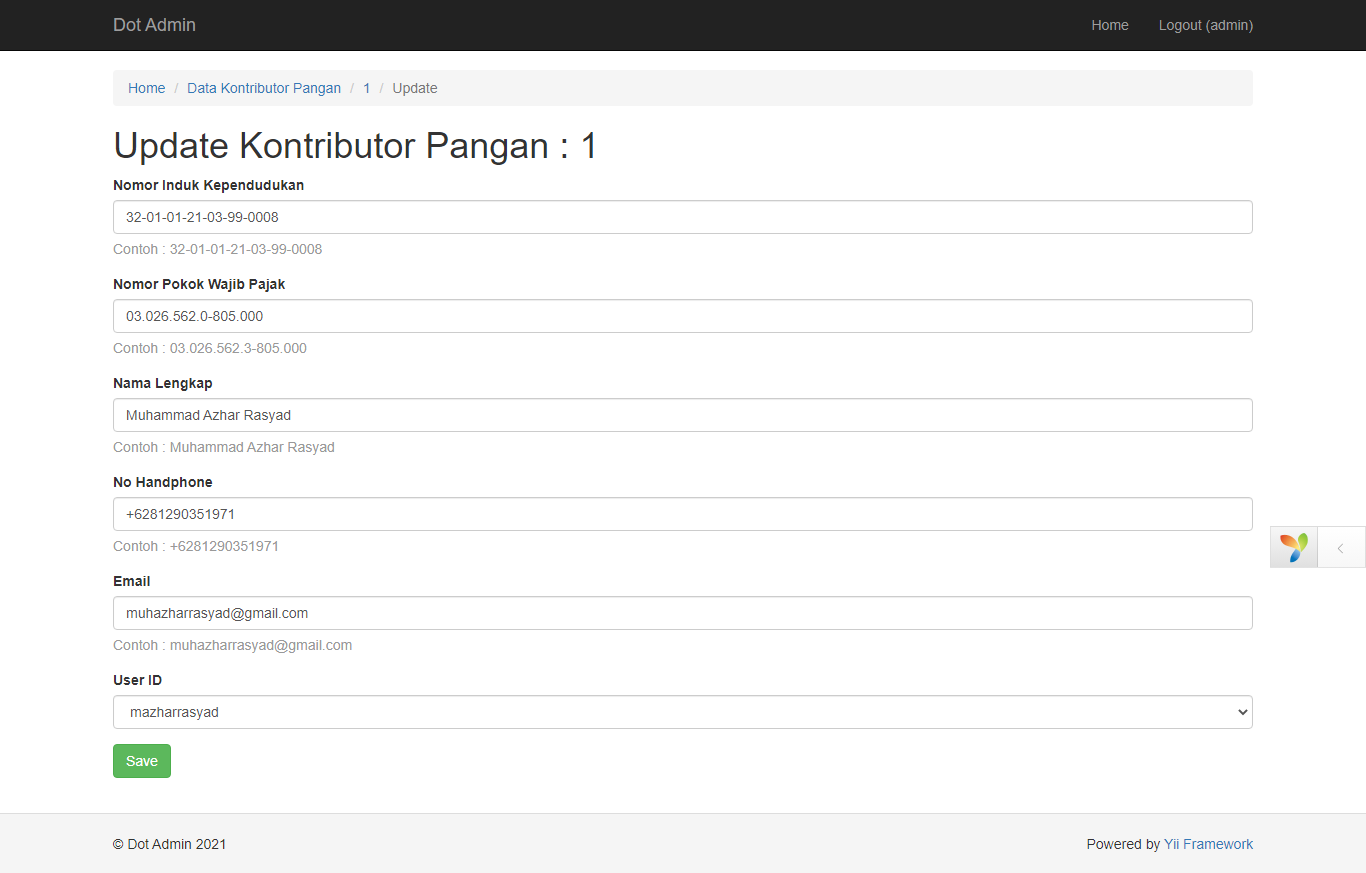 Dot Admin Home Logout (admin)
Home / Data Kontributor Pangan / 1 / Update
Update Kontributor Pangan : 1
Nomor Induk Kependudukan
32-01-01-21-03-99-0008
Contoh : 32-01-01-21-03-99-0008
Nomor Pokok Wajib Pajak
03.026.562.0-805.000
Contoh : 03.026.562.3-805.000
Nama Lengkap
Muhammad Azhar Rasyad
Contoh : Muhammad Azhar Rasyad
No Handphone
+6281290351971
Contoh : +6281290351971
Email
muhazharrasyad@gmail.com
Contoh : muhazharrasyad@gmail.com
User ID
mazharrasyad
Save
© Dot Admin 2021 Powered by Yii Framework